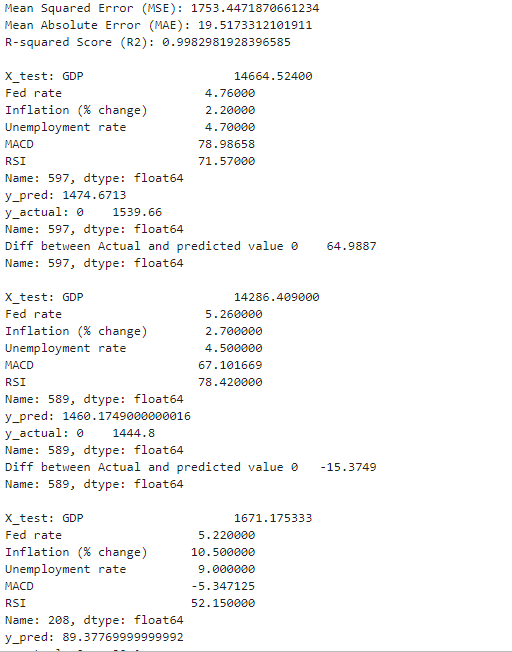 Mean Squared Error (MSE): 1753.4471870661234
Mean Absolute Error (MAE): 19.5173312101911
R-squared Score (R2): 0.9982981928396585
X_test: GDP 14664.52400
Fed rate 4.76000
Inflation (% change) 2.20000
Unemployment rate 4.70000
MACD 78.98658
RSI 71.57000
Name: 597, dtype: float64
y_pred: 1474.6713
y_actual: 0 1539.66
Name: 597, dtype: float64
Diff between Actual and predicted value 0 64.9887
Name: 597, dtype: float64
X_test: GDP 14286.409000
Fed rate 5.260000
Inflation (% change) 2.700000
Unemployment rate 4.500000
MACD 67.101669
RSI 78.420000
Name: 589, dtype: float64
y_pred: 1460.1749000000016
y_actual: 0 1444.8
Name: 589, dtype: float64
Diff between Actual and predicted value 0 -15.3749
Name: 589, dtype: float64
X_test: GDP 1671.175333
Fed rate 5.220000
Inflation (% change) 10.500000
Unemployment rate 9.000000
MACD -5.347125
RSI 52.150000
Name: 208, dtype: float64
y_pred: 89.37769999999992